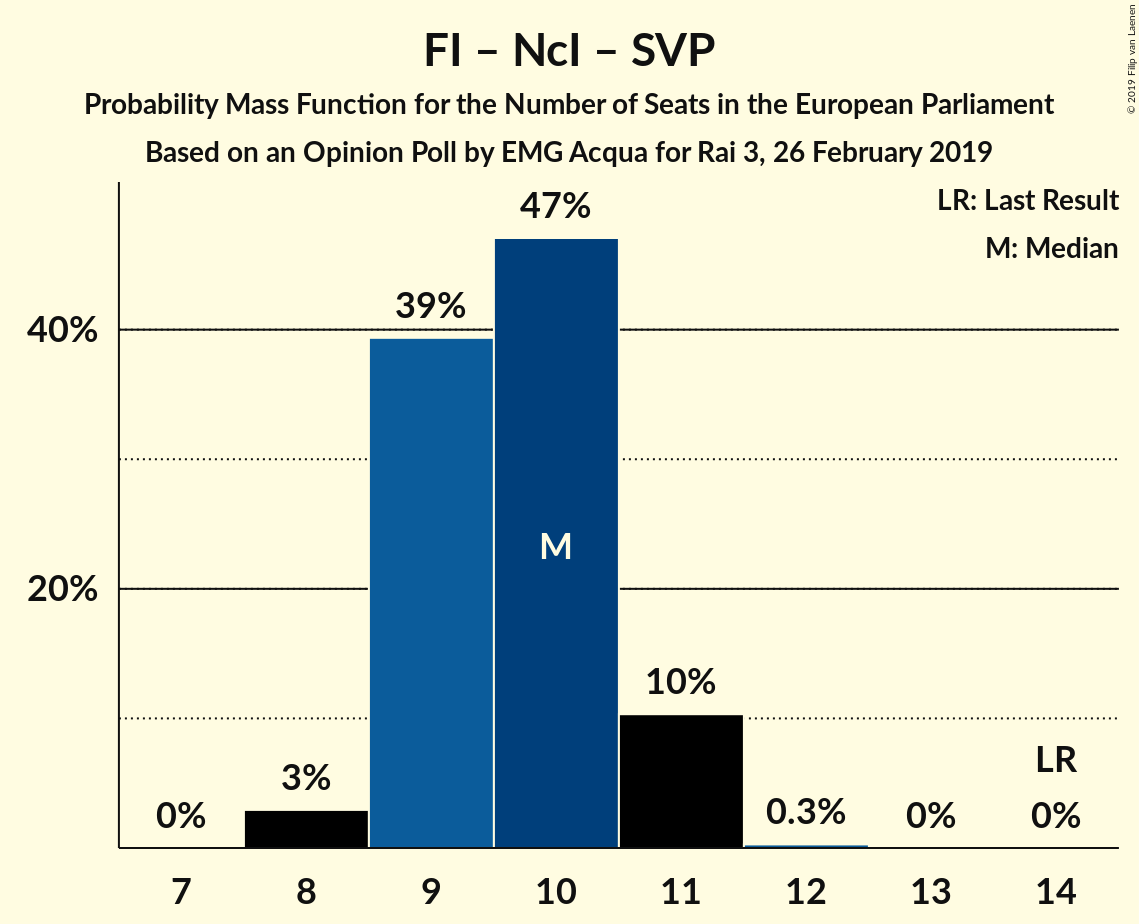 FI – NcI – SVP
Probability Mass Function for the Number of Seats in the European Parliament
Based on an Opinion Poll by EMG Acqua for Rai 3, 26 February 2019
© 2019 Filip van Laenen
LR: Last Result
M: Median
40%
20%
0%
3%
39%
47%
M
10%
0.3%
0%
LR
0%
7 8 9 10 11 12 13 14